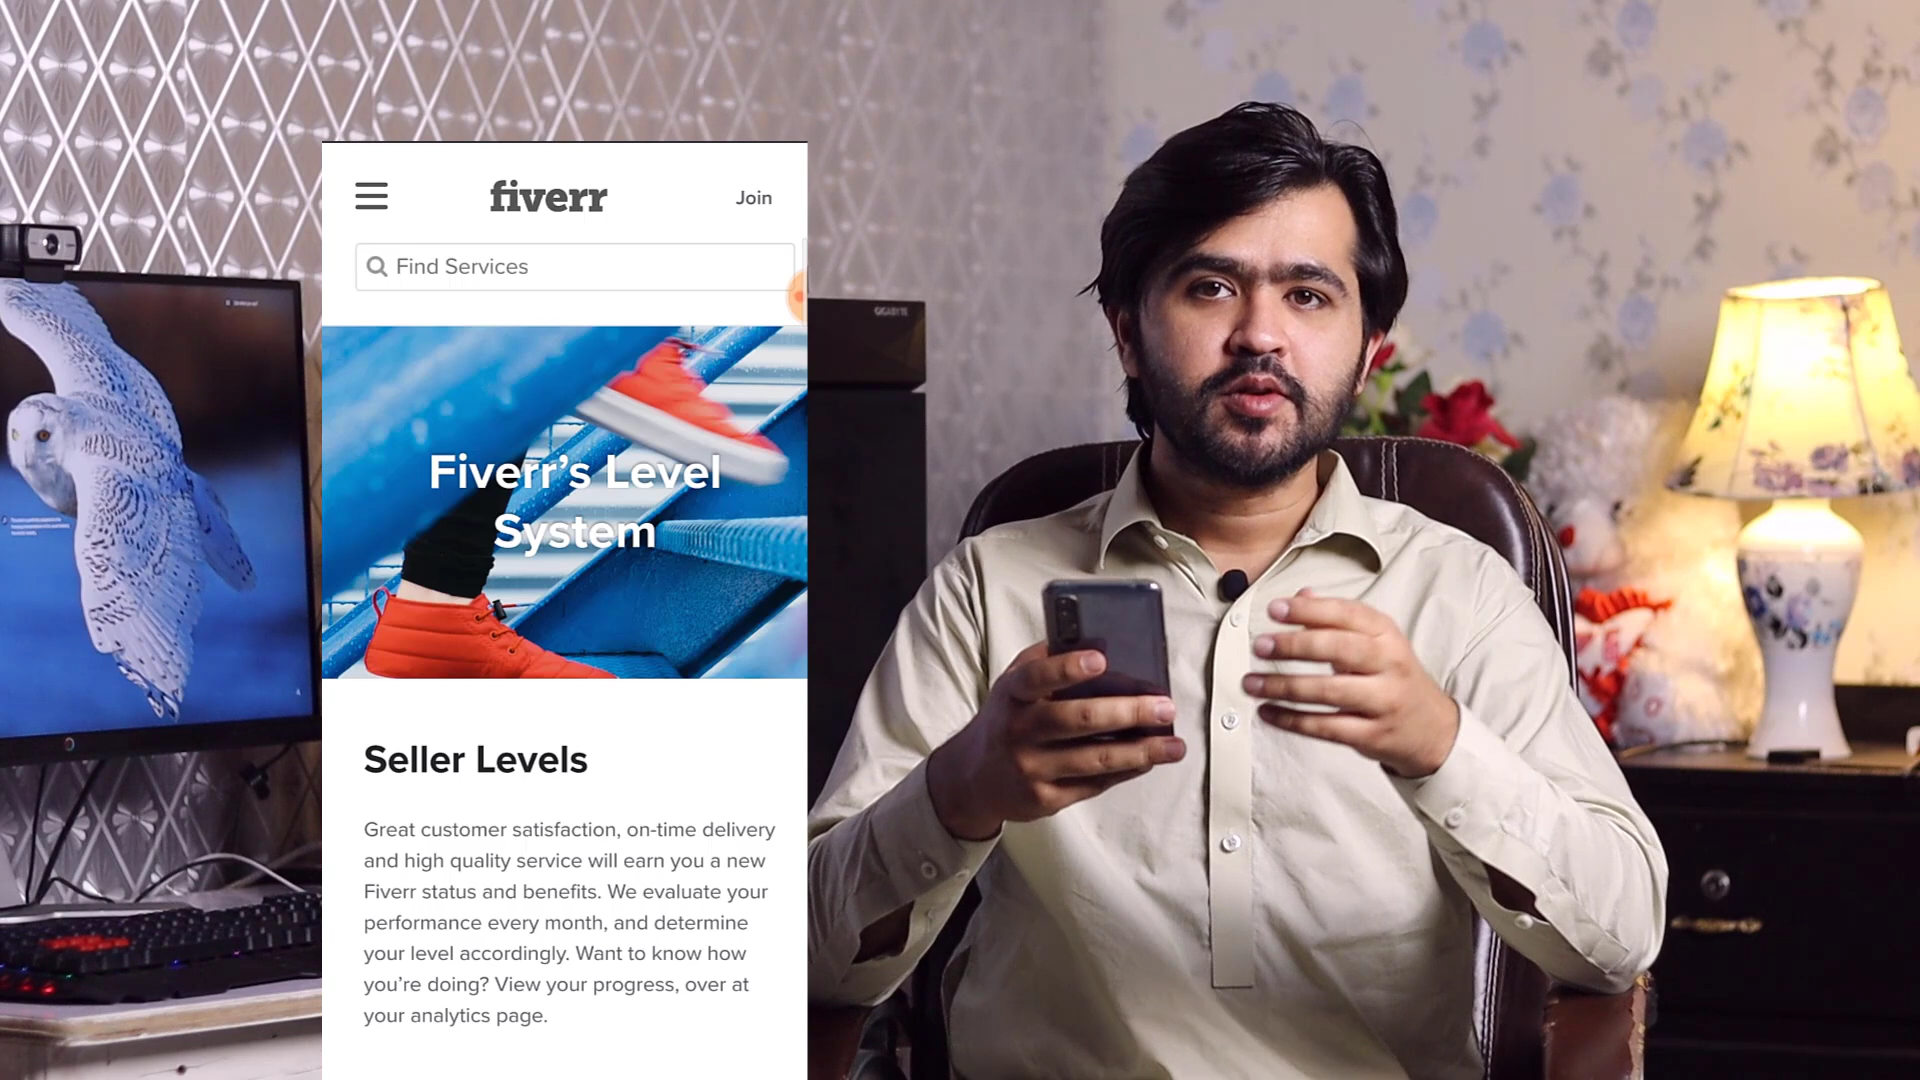 fiverr
Join
Find Services
Fiverr's Level
System
Seller Levels
Great customer satisfaction, on-time delivery
and high quality service will earn you a new
Fiverr status and benefits. We evaluate your
performance every month, and determine
your level accordingly. Want to know how
you're doing? View your progress, over at
your analytics page.
GIGABYTE